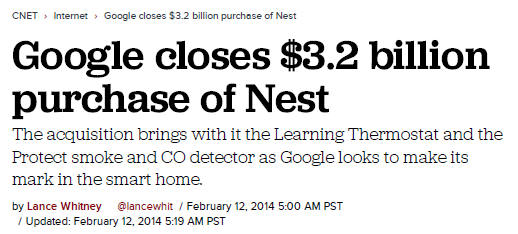 CNET › Internet › Google closes $3.2 billion purchase of Nest
Google closes $3.2 billion
purchase of Nest
The acquisition brings with it the Learning Thermostat and the
Protect smoke and CO detector as Google looks to make its
mark in the smart home.
by Lance Whitney @lancewhit / February 12, 2014 5:00 AM PST
/ Updated: February 12, 2014 5:19 AM PST